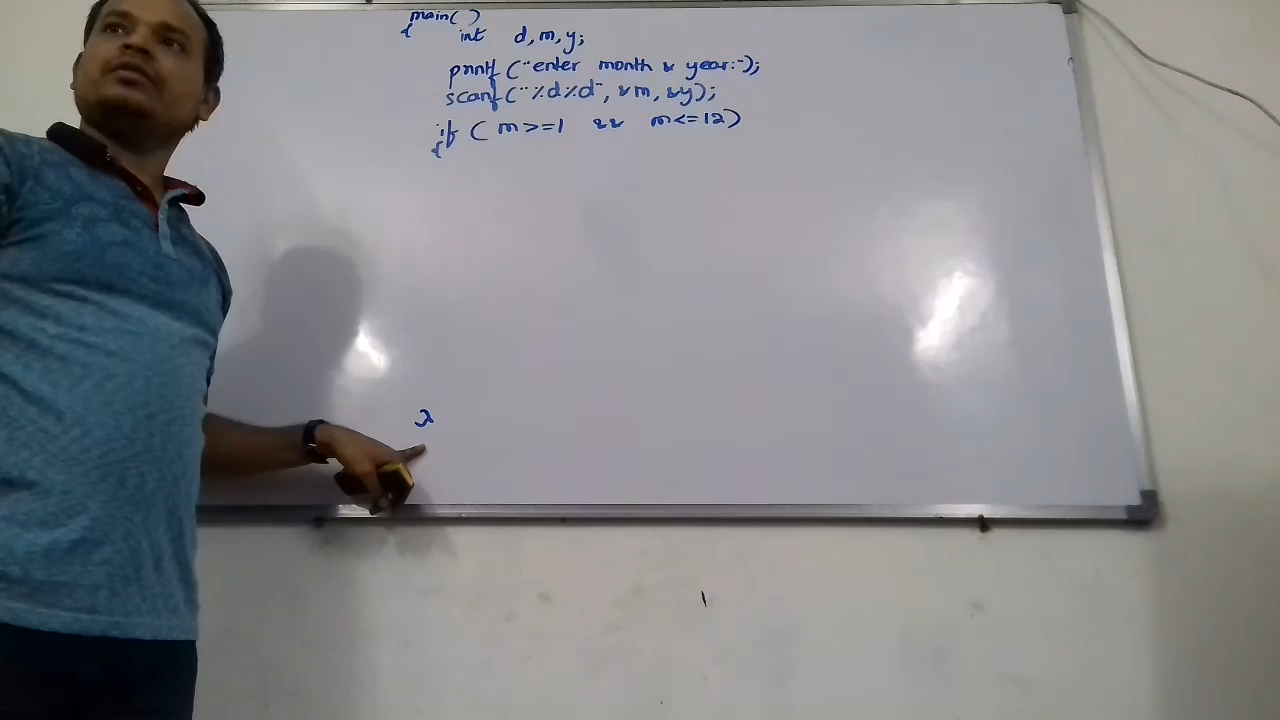 main( )
{ int d, m, y;
printf ("enter month & year:-");
scanf ("%d%d", &m, &y);
if ( m>=1 && m<=12)
{
}